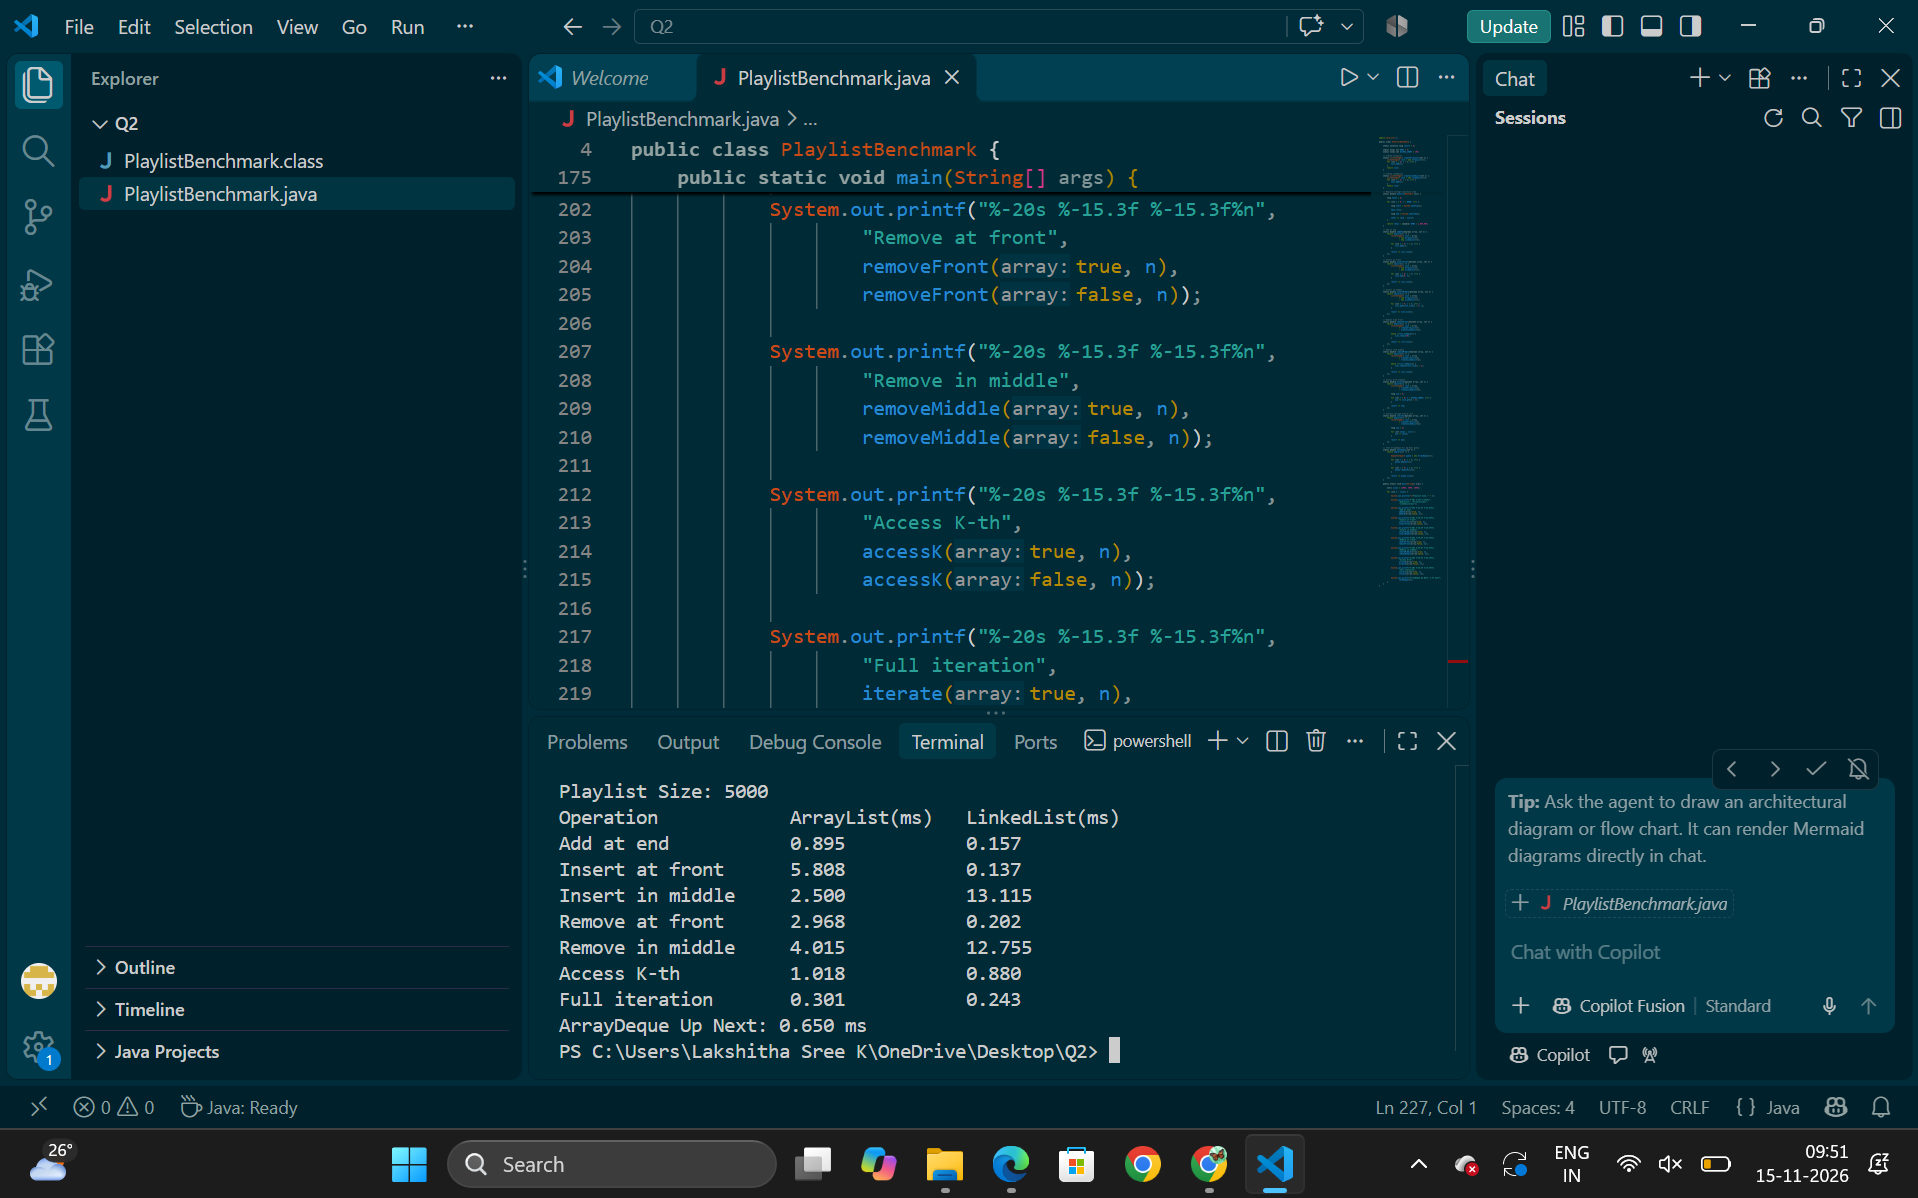 File Edit Selection View Go Run ···
Q2
Update
Explorer
Q2
PlaylistBenchmark.class
PlaylistBenchmark.java
Outline
Timeline
Java Projects
1
Welcome
PlaylistBenchmark.java
PlaylistBenchmark.java > ...
4 public class PlaylistBenchmark {
175 public static void main(String[] args) {
202 System.out.printf("%-20s %-15.3f %-15.3f%n",
203 "Remove at front",
204 removeFront(array: true, n),
205 removeFront(array: false, n));
206
207 System.out.printf("%-20s %-15.3f %-15.3f%n",
208 "Remove in middle",
209 removeMiddle(array: true, n),
210 removeMiddle(array: false, n));
211
212 System.out.printf("%-20s %-15.3f %-15.3f%n",
213 "Access K-th",
214 accessK(array: true, n),
215 accessK(array: false, n));
216
217 System.out.printf("%-20s %-15.3f %-15.3f%n",
218 "Full iteration",
219 iterate(array: true, n),
Problems Output Debug Console Terminal Ports powershell
Playlist Size: 5000
Operation ArrayList(ms) LinkedList(ms)
Add at end 0.895 0.157
Insert at front 5.808 0.137
Insert in middle 2.500 13.115
Remove at front 2.968 0.202
Remove in middle 4.015 12.755
Access K-th 1.018 0.880
Full iteration 0.301 0.243
ArrayDeque Up Next: 0.650 ms
PS C:\Users\Lakshitha Sree K\OneDrive\Desktop\Q2>
Chat
Sessions
Tip: Ask the agent to draw an architectural
diagram or flow chart. It can render Mermaid
diagrams directly in chat.
PlaylistBenchmark.java
Chat with Copilot
Copilot Fusion Standard
Copilot
0 0 Java: Ready Ln 227, Col 1 Spaces: 4 UTF-8 CRLF {} Java
26°
Search
ENG
IN
09:51
15-11-2026